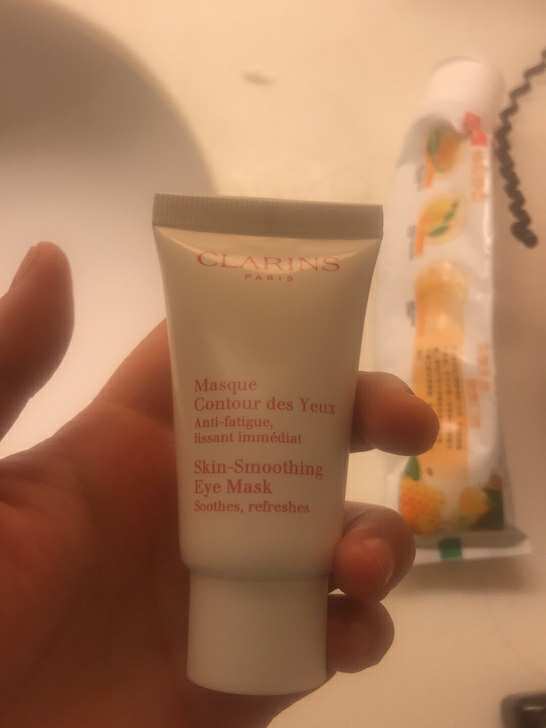 CLARINS
PARIS
Masque
Contour des Yeux
Anti-fatigue,
lissant immédiat
Skin-Smoothing
Eye Mask
Soothes, refreshes